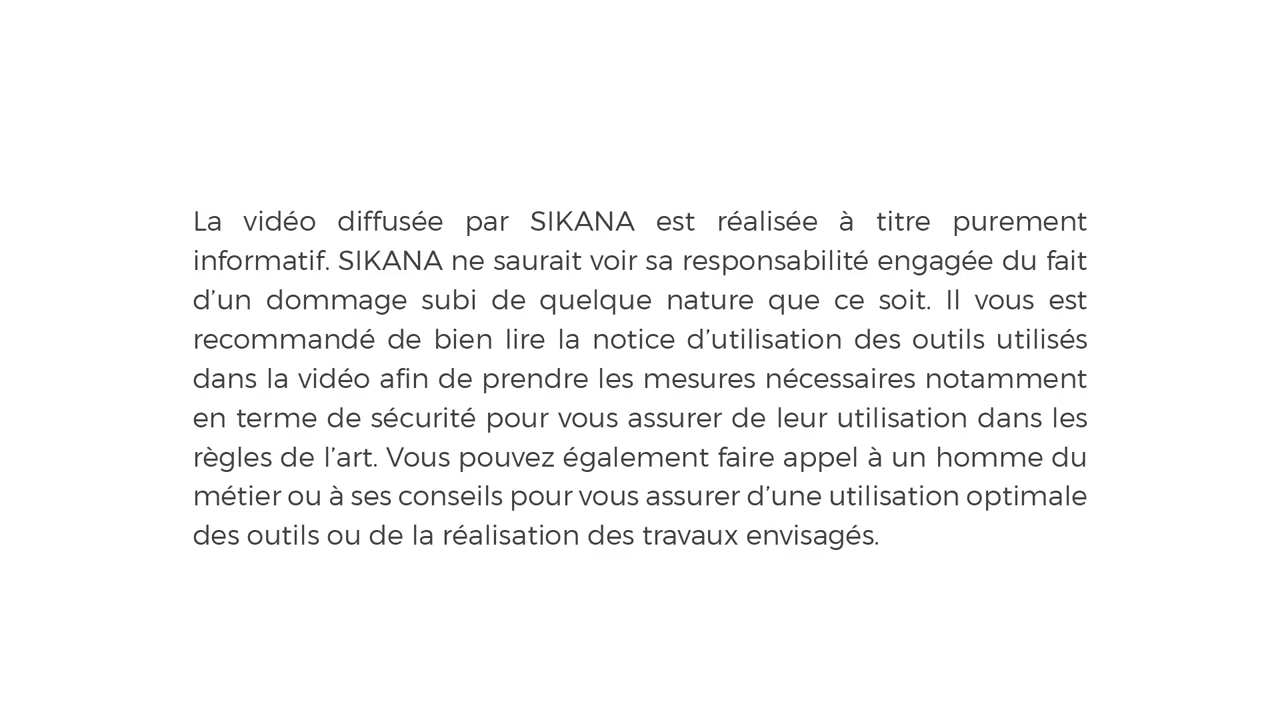 La vidéo diffusée par SIKANA est réalisée à titre purement
informatif. SIKANA ne saurait voir sa responsabilité engagée du fait
d’un dommage subi de quelque nature que ce soit. Il vous est
recommandé de bien lire la notice d’utilisation des outils utilisés
dans la vidéo afin de prendre les mesures nécessaires notamment
en terme de sécurité pour vous assurer de leur utilisation dans les
règles de l’art. Vous pouvez également faire appel à un homme du
métier ou à ses conseils pour vous assurer d’une utilisation optimale
des outils ou de la réalisation des travaux envisagés.